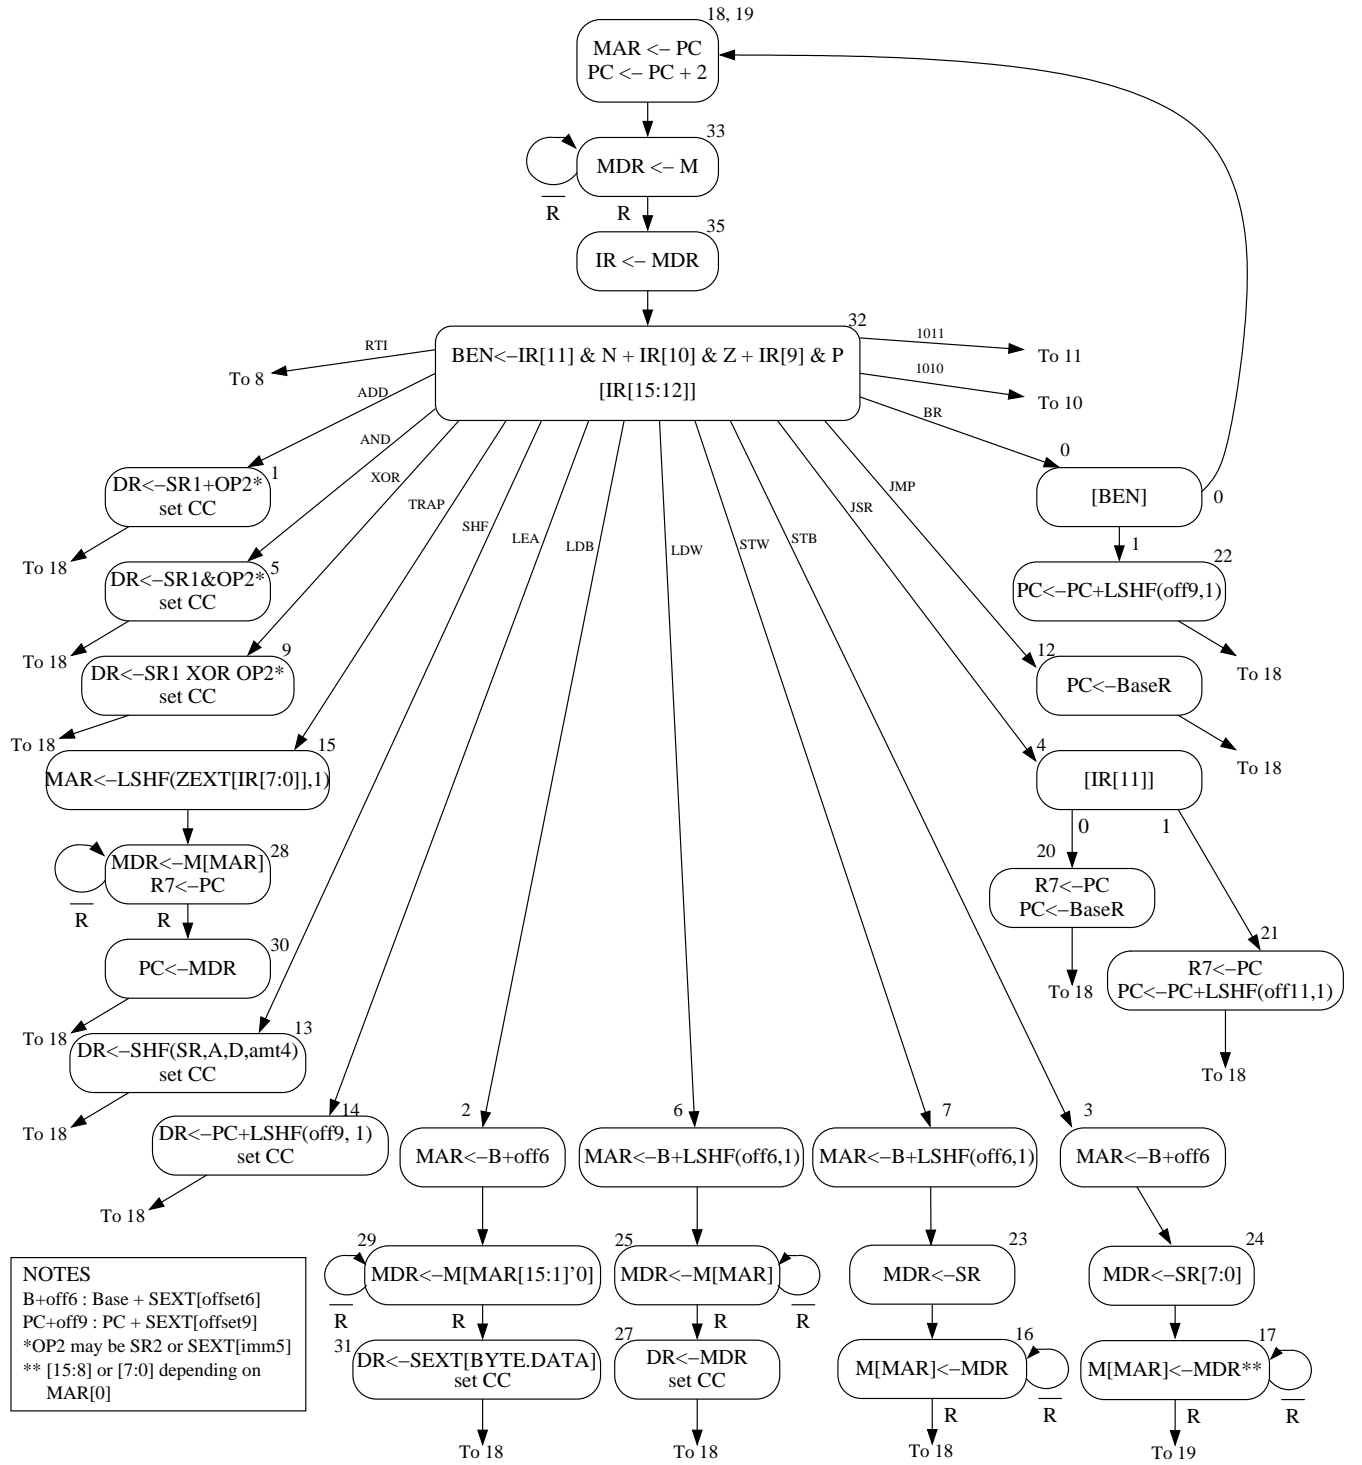 18, 19
MAR <– PC
PC <– PC + 2
33
MDR <– M
R
R
35
IR <– MDR
32
BEN<–IR[11] & N + IR[10] & Z + IR[9] & P
[IR[15:12]]
RTI
To 8
1011
To 11
1010
To 10
ADD
BR
AND
XOR
TRAP
SHF
LEA
LDB
LDW
STW
STB
JSR
JMP
1
DR<–SR1+OP2*
set CC
To 18
0
[BEN]
0
1
5
DR<–SR1&OP2*
set CC
To 18
22
PC<–PC+LSHF(off9,1)
To 18
9
DR<–SR1 XOR OP2*
set CC
To 18
12
PC<–BaseR
To 18
15
MAR<–LSHF(ZEXT[IR[7:0]],1)
4
[IR[11]]
0
1
28
MDR<–M[MAR]
R7<–PC
R
R
20
R7<–PC
PC<–BaseR
To 18
30
PC<–MDR
To 18
21
R7<–PC
PC<–PC+LSHF(off11,1)
To 18
13
DR<–SHF(SR,A,D,amt4)
set CC
To 18
14
DR<–PC+LSHF(off9, 1)
set CC
To 18
2
MAR<–B+off6
6
MAR<–B+LSHF(off6,1)
7
MAR<–B+LSHF(off6,1)
3
MAR<–B+off6
29
MDR<–M[MAR[15:1]’0]
R
R
25
MDR<–M[MAR]
R
R
23
MDR<–SR
24
MDR<–SR[7:0]
31
DR<–SEXT[BYTE.DATA]
set CC
To 18
27
DR<–MDR
set CC
To 18
16
M[MAR]<–MDR
R
R
To 18
17
M[MAR]<–MDR**
R
R
To 19
NOTES
B+off6 : Base + SEXT[offset6]
PC+off9 : PC + SEXT[offset9]
*OP2 may be SR2 or SEXT[imm5]
** [15:8] or [7:0] depending on
MAR[0]